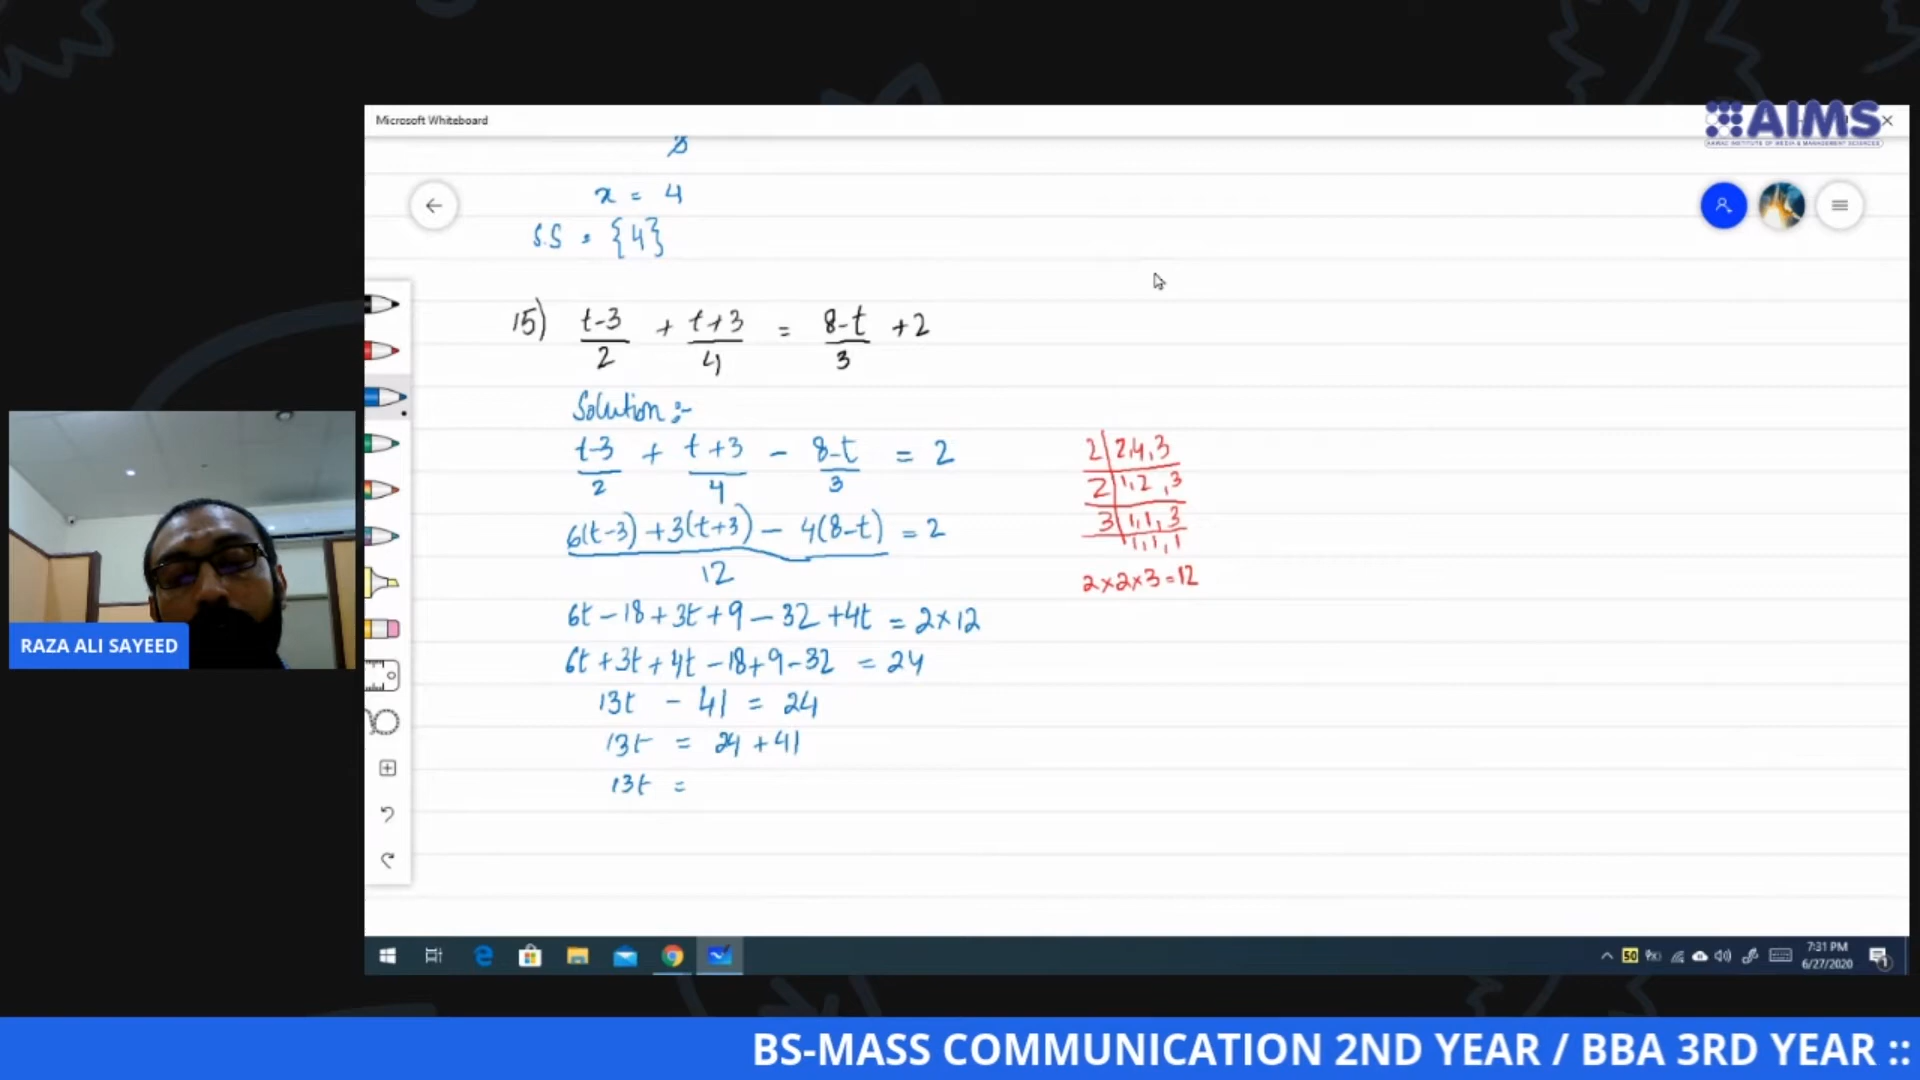 Microsoft Whiteboard
AIMS
x = 4
S.S = {4}
15) t-3/2 + t+3/4 = 8-t/3 + 2
Solution :-
t-3/2 + t+3/4 - 8-t/3 = 2
6(t-3) + 3(t+3) - 4(8-t)/12 = 2
6t - 18 + 3t + 9 - 32 + 4t = 2 × 12
6t + 3t + 4t - 18 + 9 - 32 = 24
13t - 41 = 24
13t = 24 + 41
13t =
2 | 2, 4, 3
2 | 1, 2, 3
3 | 1, 1, 3
1, 1, 1
2 × 2 × 3 = 12
RAZA ALI SAYEED
50
7:31 PM
6/27/2020
BS-MASS COMMUNICATION 2ND YEAR / BBA 3RD YEAR ::